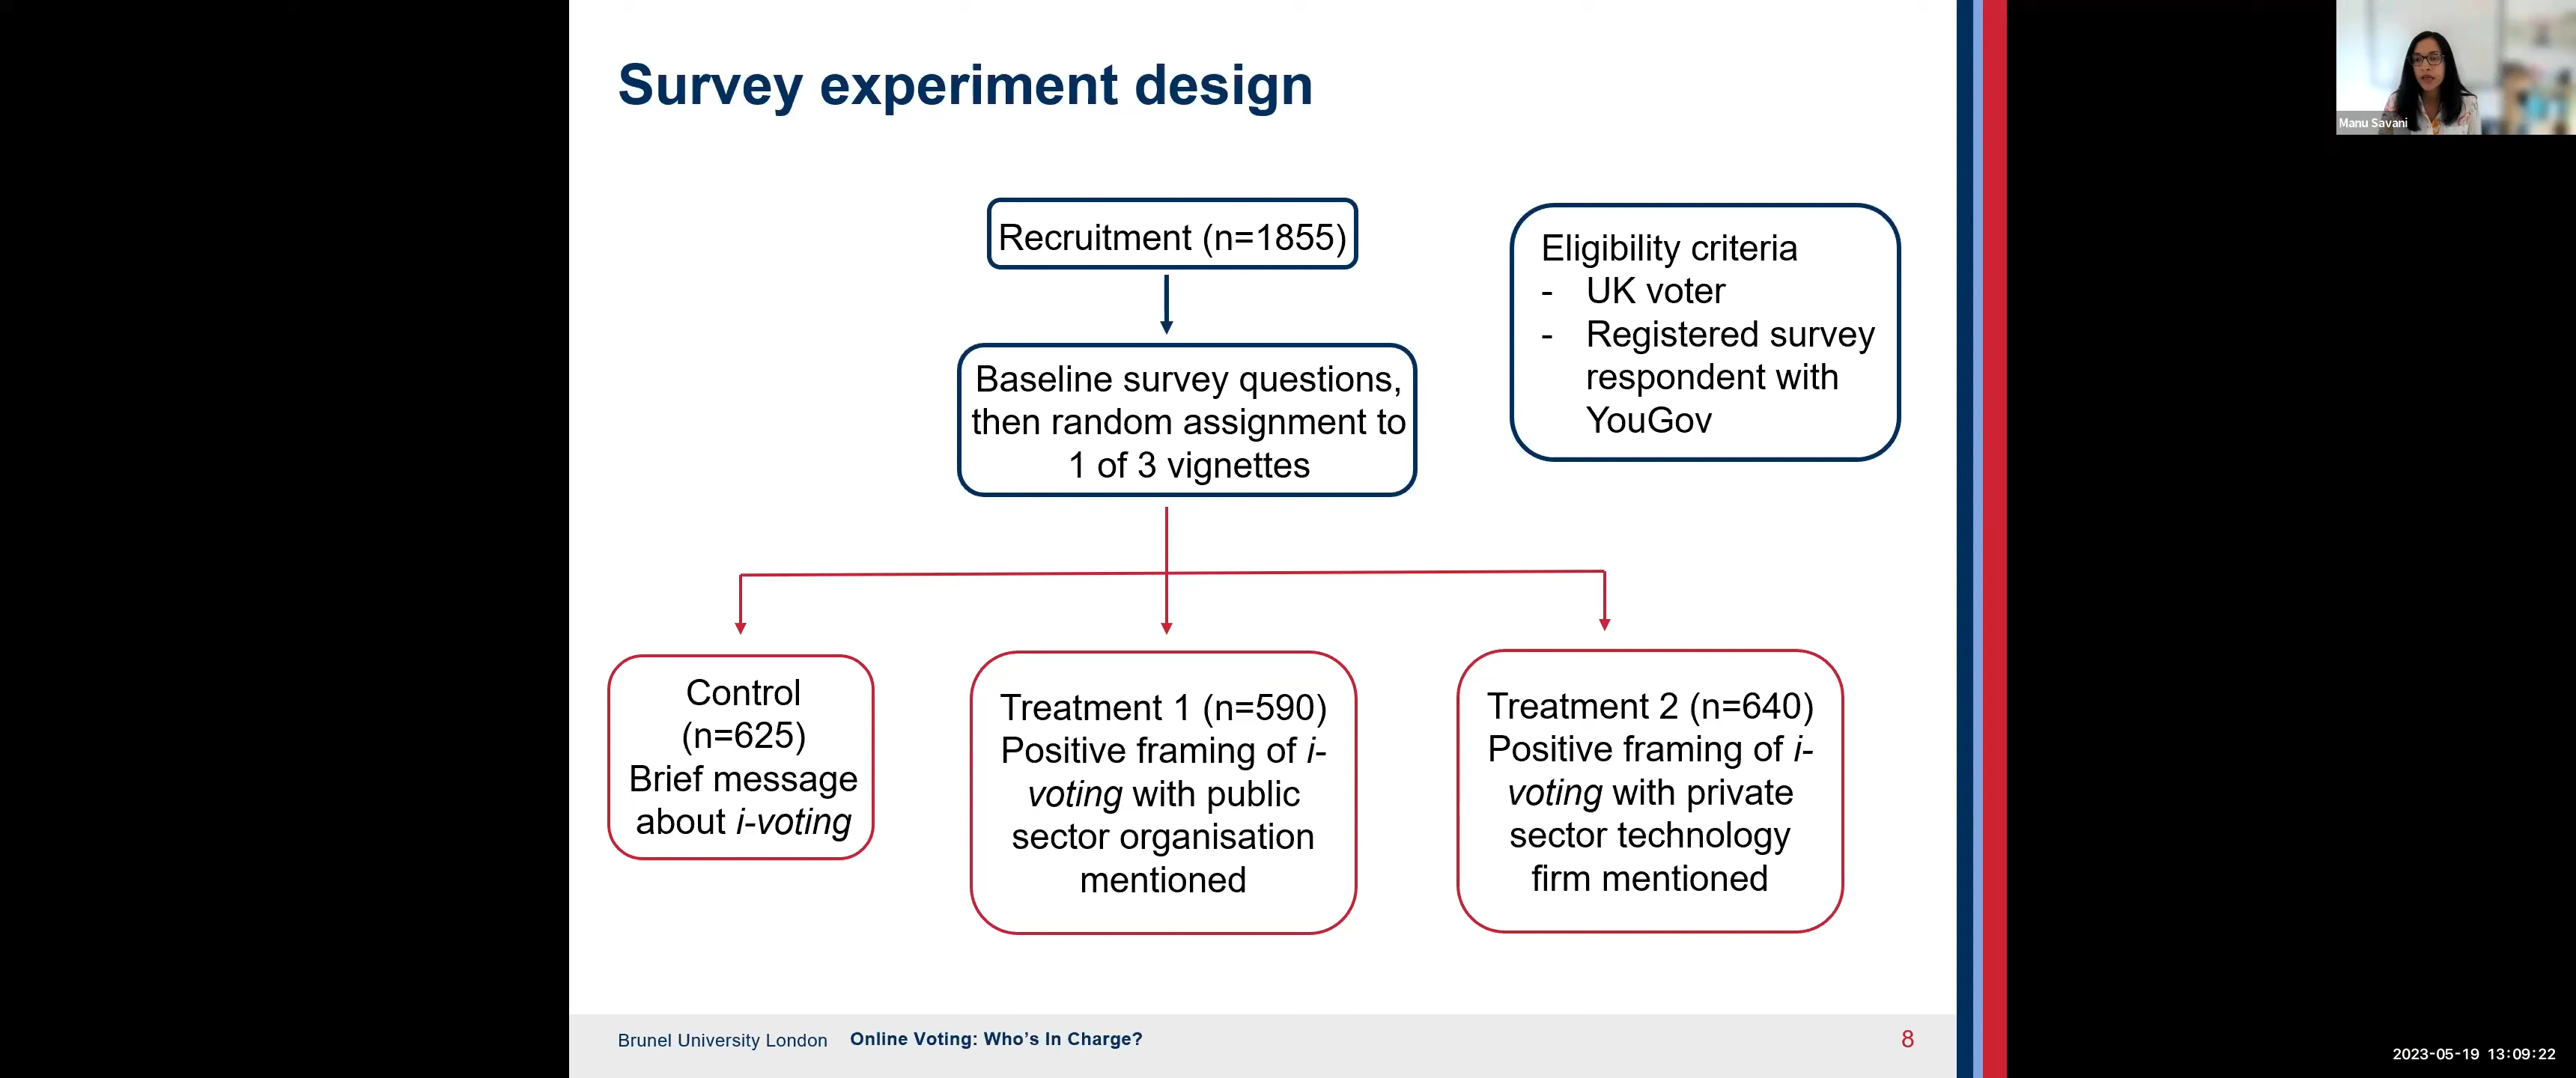 Survey experiment design
Manu Savani
Recruitment (n=1855)
Eligibility criteria
- UK voter
- Registered survey
respondent with
YouGov
Baseline survey questions,
then random assignment to
1 of 3 vignettes
Control
(n=625)
Brief message
about i-voting
Treatment 1 (n=590)
Positive framing of i-
voting with public
sector organisation
mentioned
Treatment 2 (n=640)
Positive framing of i-
voting with private
sector technology
firm mentioned
Brunel University London Online Voting: Who's In Charge?
8
2023-05-19 13:09:22